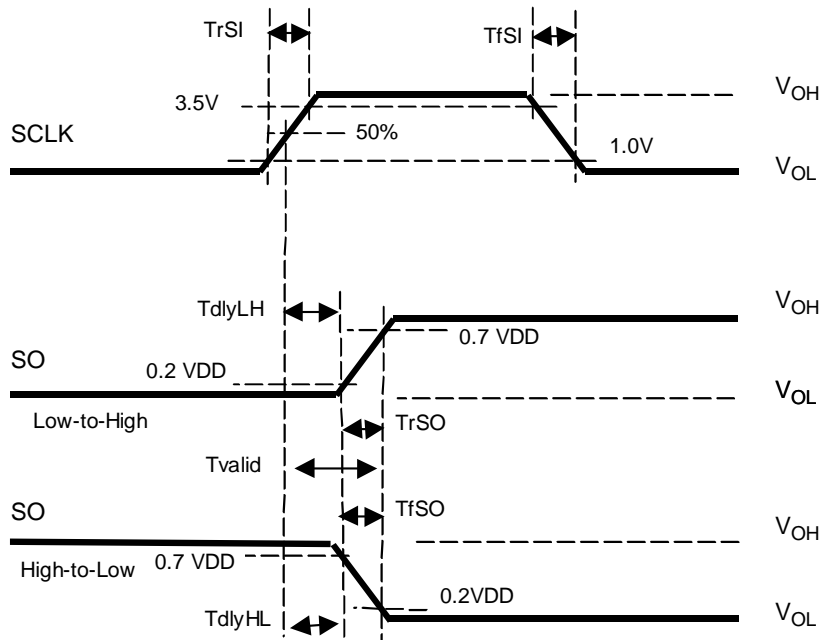 TrSI
TfSI
3.5V
VOH
SCLK
50%
1.0V
VOL
TdlyLH
VOH
0.7 VDD
SO
0.2 VDD
VOL
Low-to-High
TrSO
Tvalid
SO
TfSO
VOH
High-to-Low
0.7 VDD
0.2VDD
TdlyHL
VOL